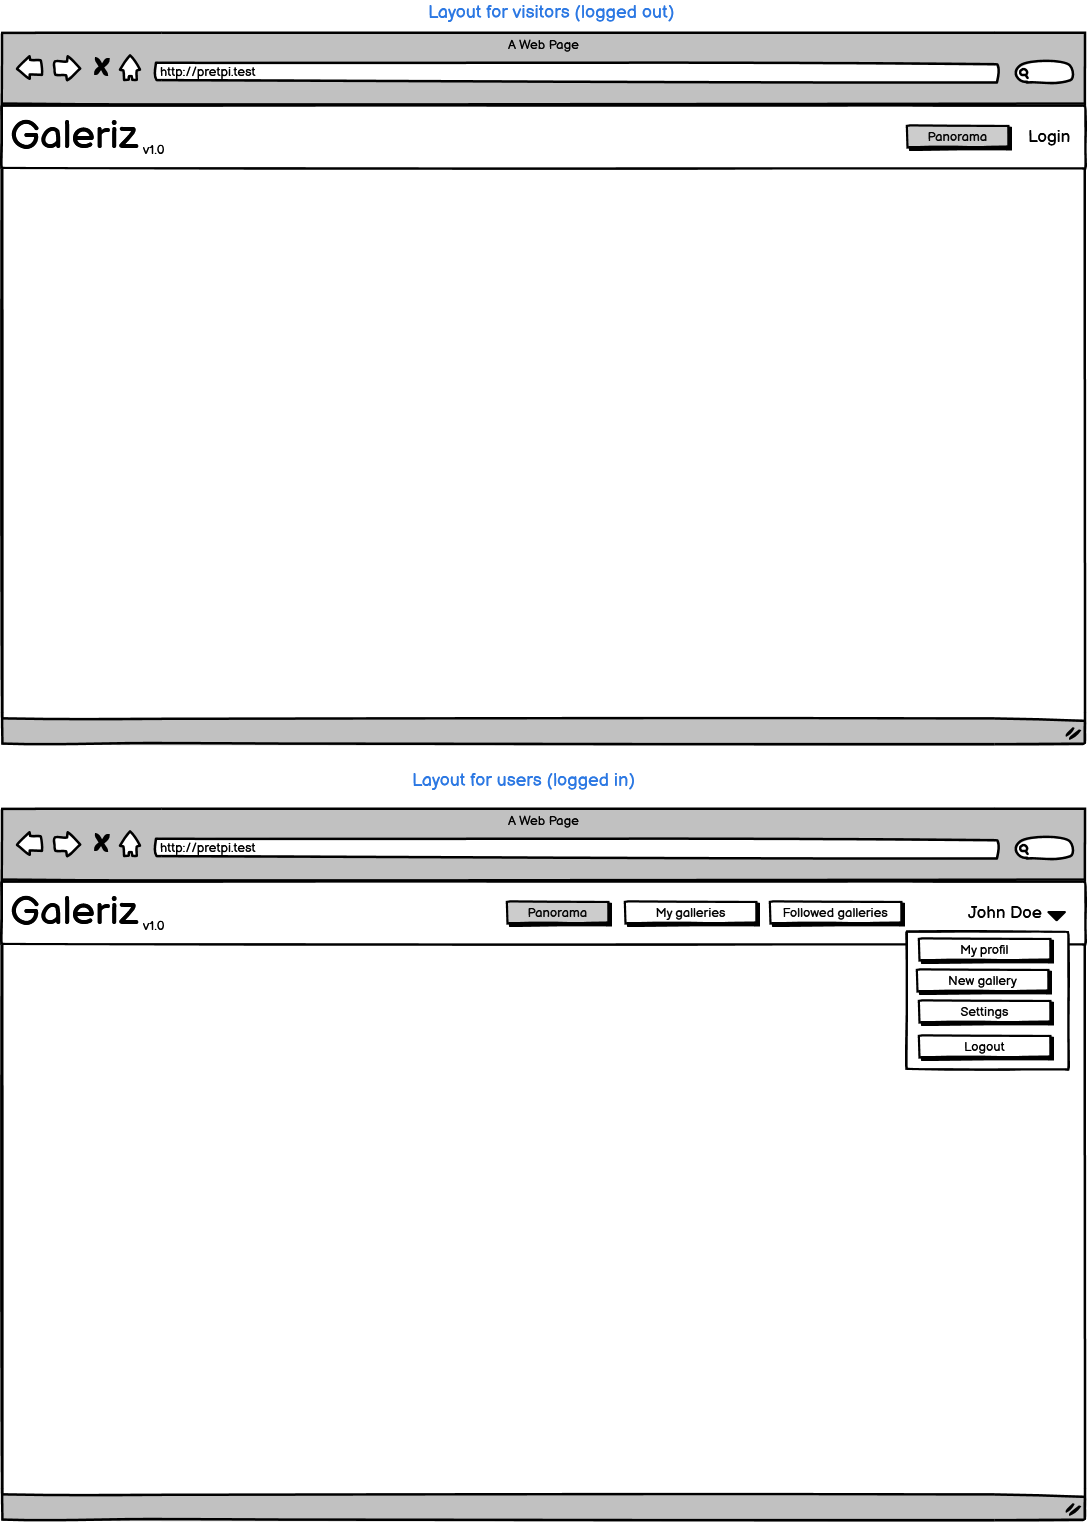 Layout for visitors (logged out)
A Web Page
http://pretpi.test
Galeriz v1.0
Panorama
Login
Layout for users (logged in)
A Web Page
http://pretpi.test
Galeriz v1.0
Panorama
My galleries
Followed galleries
John Doe
My profil
New gallery
Settings
Logout